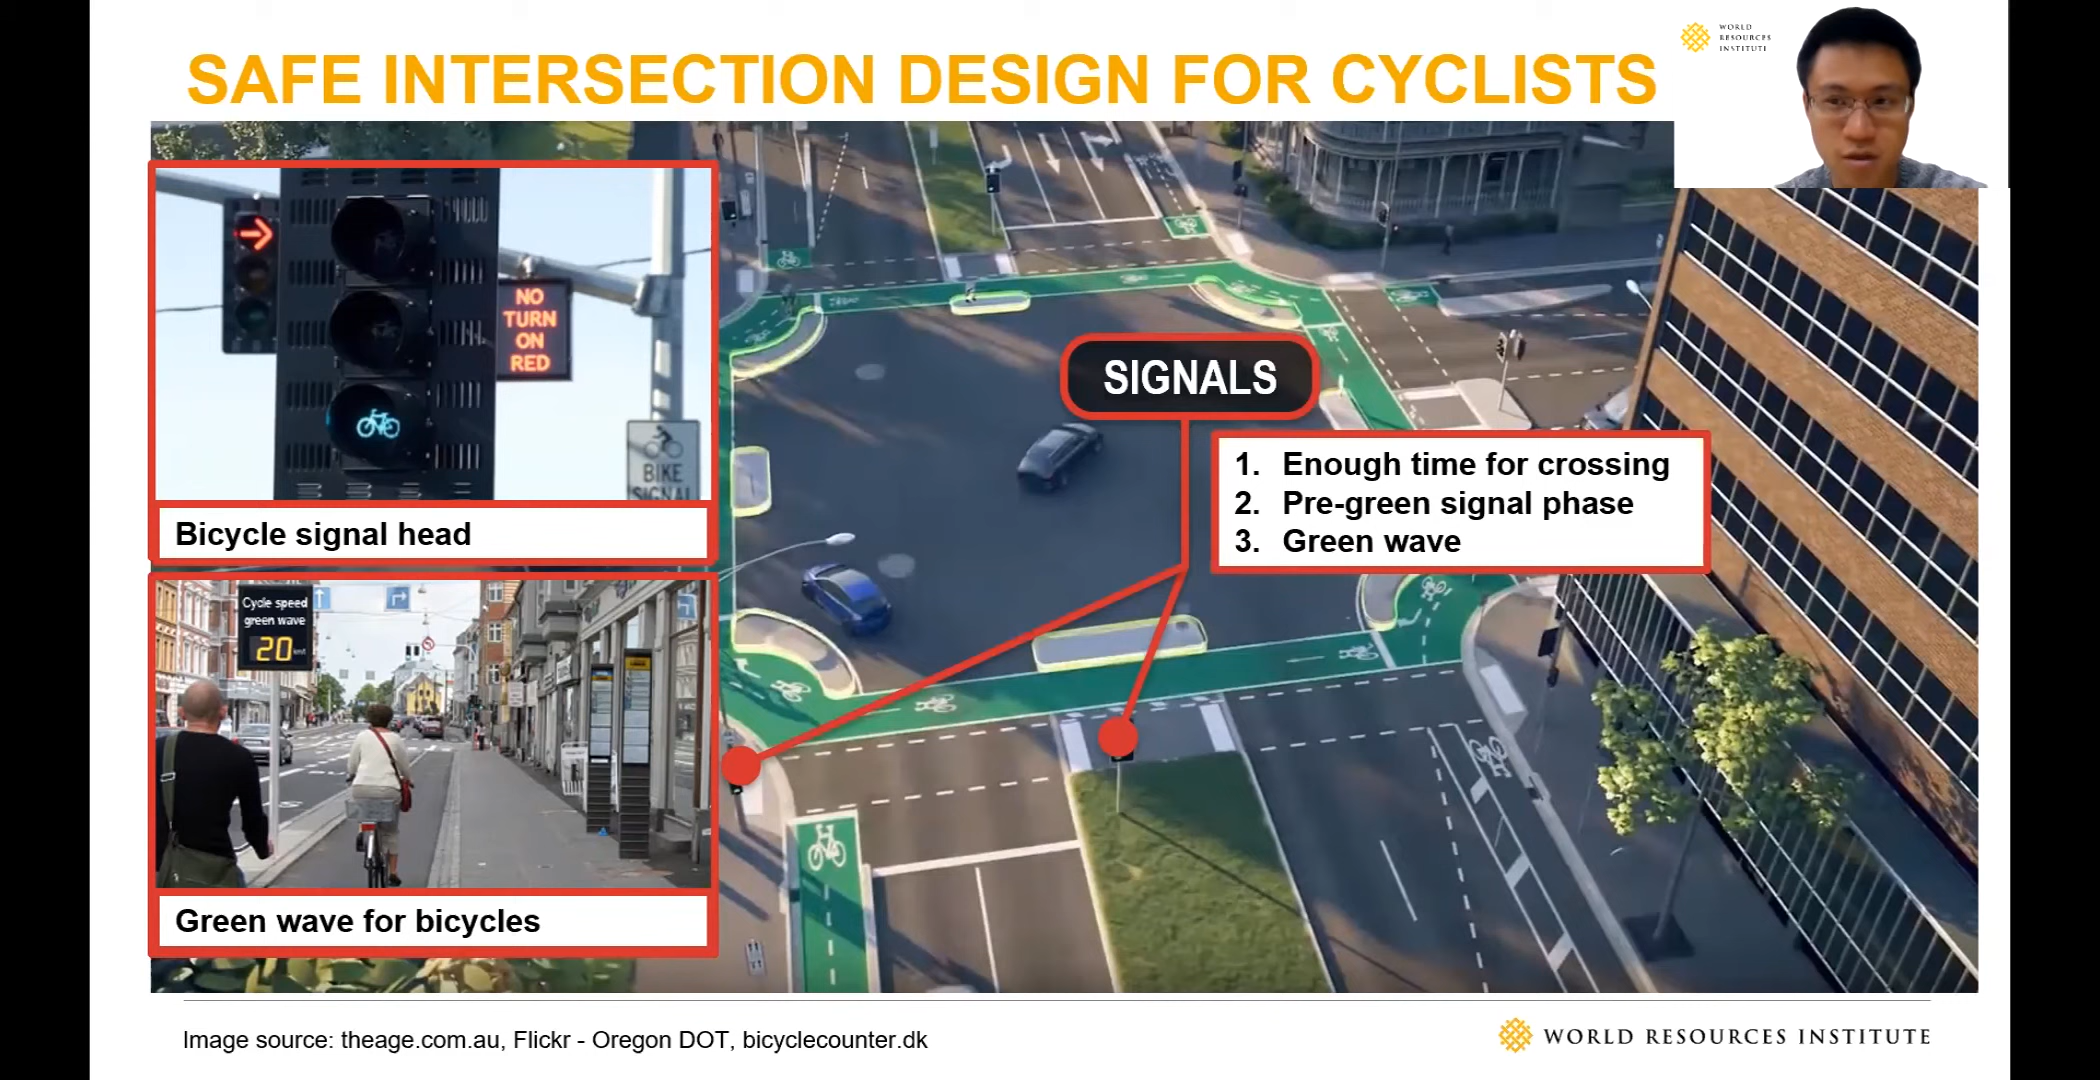 SAFE INTERSECTION DESIGN FOR CYCLISTS
WORLD
RESOURCES
INSTITUTE
NO
TURN
ON
RED
BIKE
SIGNAL
Bicycle signal head
SIGNALS
1. Enough time for crossing
2. Pre-green signal phase
3. Green wave
Cycle speed
green wave
20 km/t
Green wave for bicycles
Image source: theage.com.au, Flickr - Oregon DOT, bicyclecounter.dk
WORLD RESOURCES INSTITUTE